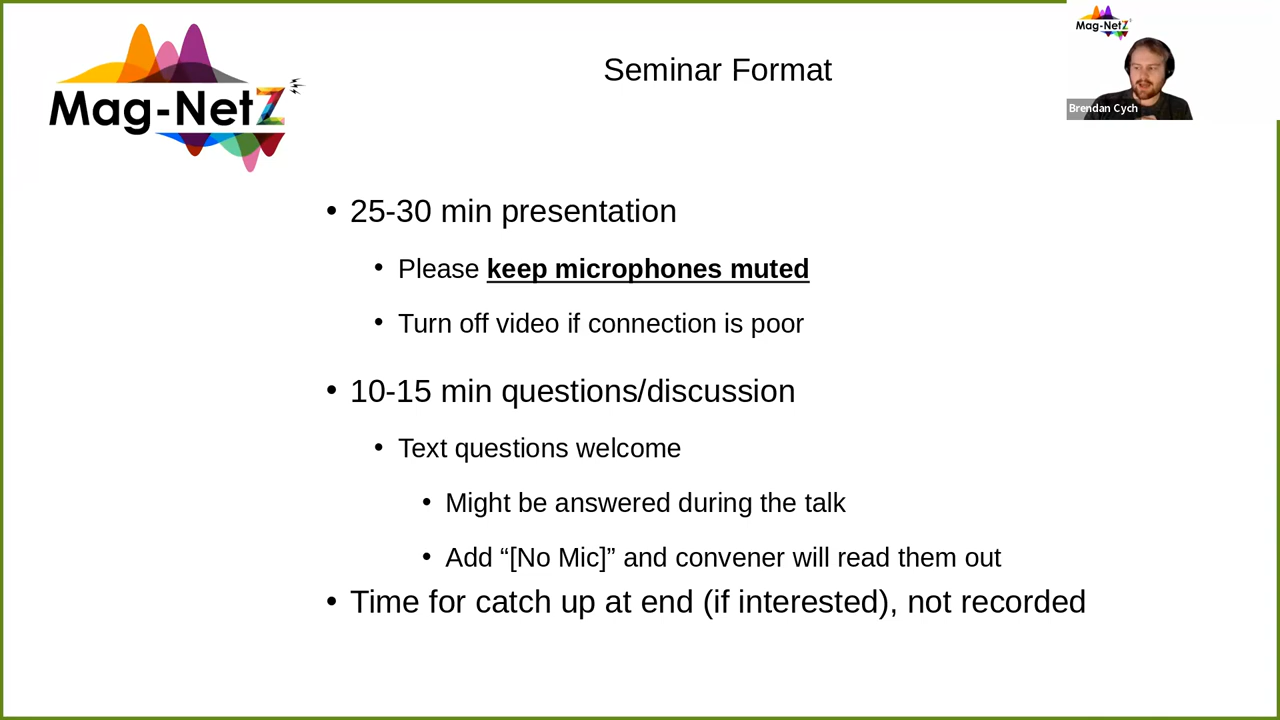 Mag-NetZ
Seminar Format
Mag-NetZ
Brendan Cych
• 25-30 min presentation
• Please keep microphones muted
• Turn off video if connection is poor
• 10-15 min questions/discussion
• Text questions welcome
• Might be answered during the talk
• Add “[No Mic]” and convener will read them out
• Time for catch up at end (if interested), not recorded